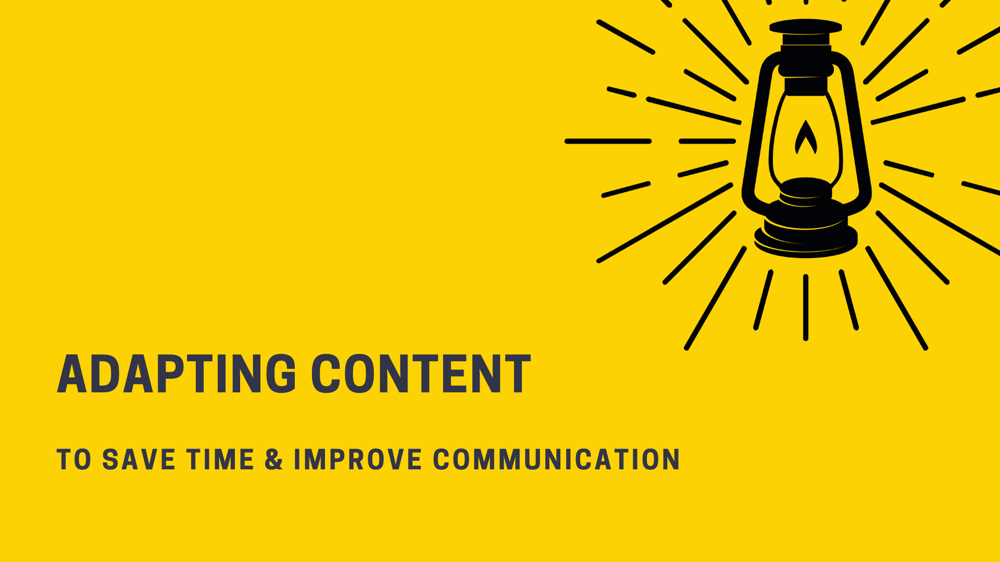 ADAPTING CONTENT
TO SAVE TIME & IMPROVE COMMUNICATION